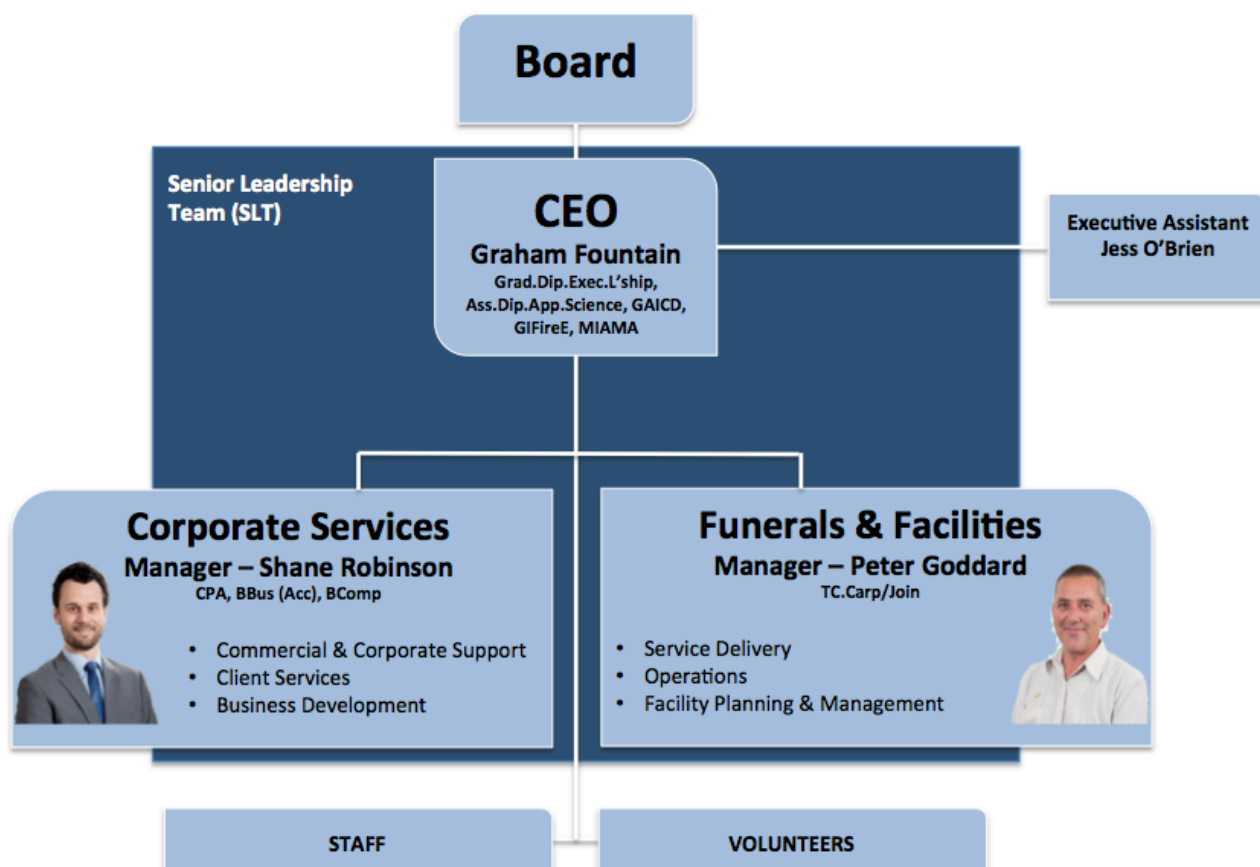 Board
Senior Leadership
Team (SLT)
CEO
Graham Fountain
Grad.Dip.Exec.L’ship,
Ass.Dip.App.Science, GAICD,
GIFireE, MIAMA
Executive Assistant
Jess O’Brien
Corporate Services
Manager – Shane Robinson
CPA, BBus (Acc), BComp
• Commercial & Corporate Support
• Client Services
• Business Development
Funerals & Facilities
Manager – Peter Goddard
TC.Carp/Join
• Service Delivery
• Operations
• Facility Planning & Management
STAFF
VOLUNTEERS